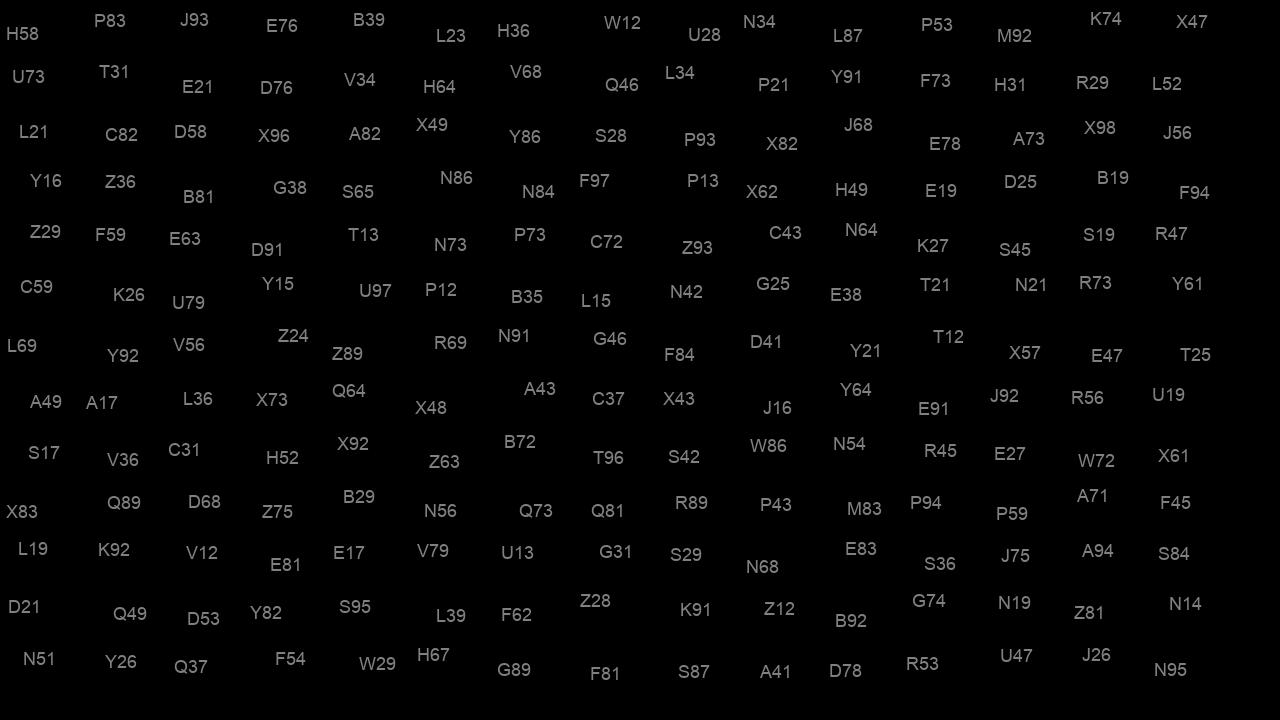 H58 P83 J93 E76 B39 L23 H36 W12 U28 N34 L87 P53 M92 K74 X47
U73 T31 E21 D76 V34 H64 V68 Q46 L34 P21 Y91 F73 H31 R29 L52
L21 C82 D58 X96 A82 X49 Y86 S28 P93 X82 J68 E78 A73 X98 J56
Y16 Z36 B81 G38 S65 N86 N84 F97 P13 X62 H49 E19 D25 B19 F94
Z29 F59 E63 D91 T13 N73 P73 C72 Z93 C43 N64 K27 S45 S19 R47
C59 K26 U79 Y15 U97 P12 B35 L15 N42 G25 E38 T21 N21 R73 Y61
L69 Y92 V56 Z24 Z89 R69 N91 G46 F84 D41 Y21 T12 X57 E47 T25
A49 A17 L36 X73 Q64 X48 A43 C37 X43 J16 Y64 E91 J92 R56 U19
S17 V36 C31 H52 X92 Z63 B72 T96 S42 W86 N54 R45 E27 W72 X61
X83 Q89 D68 Z75 B29 N56 Q73 Q81 R89 P43 M83 P94 P59 A71 F45
L19 K92 V12 E81 E17 V79 U13 G31 S29 N68 E83 S36 J75 A94 S84
D21 Q49 D53 Y82 S95 L39 F62 Z28 K91 Z12 B92 G74 N19 Z81 N14
N51 Y26 Q37 F54 W29 H67 G89 F81 S87 A41 D78 R53 U47 J26 N95